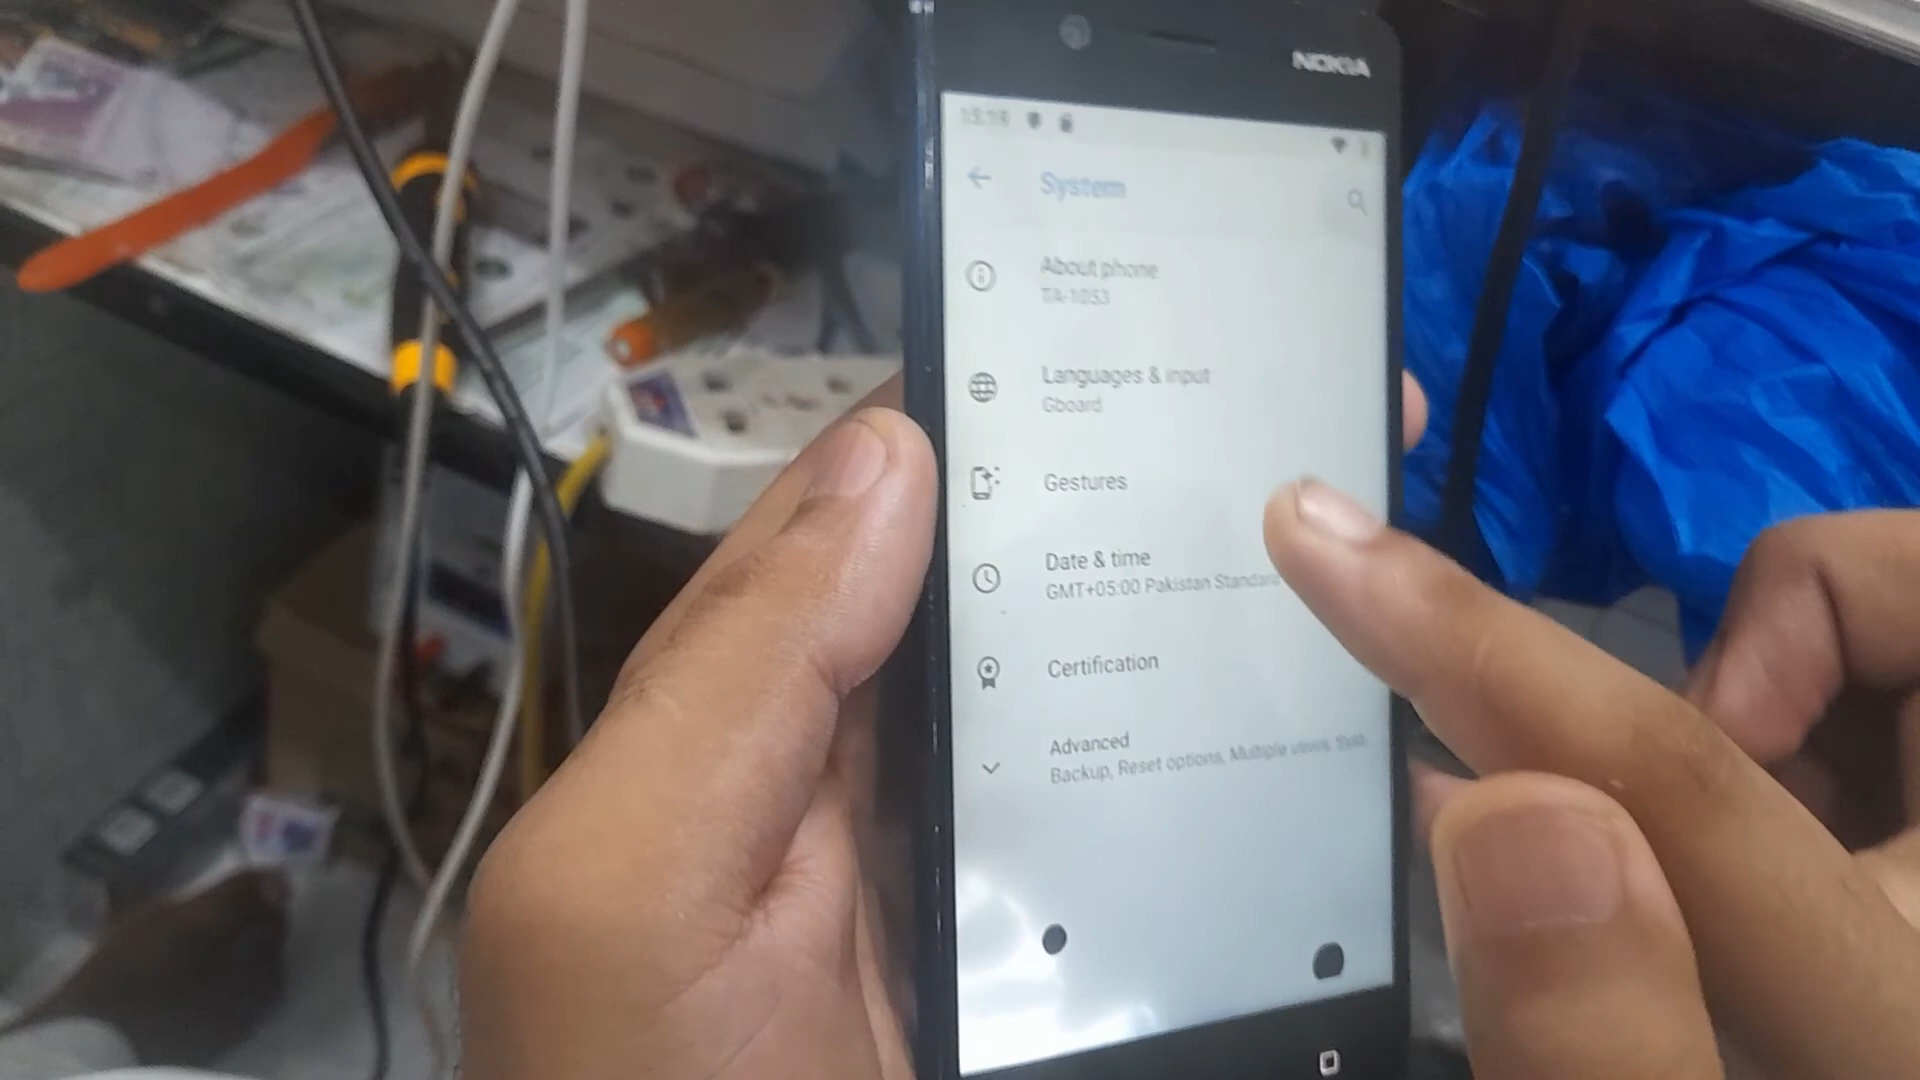 NOKIA
System
About phone
TA-1053
Languages & input
Gboard
Gestures
Date & time
GMT+05:00 Pakistan Standard
Certification
Advanced
Backup, Reset options, Multiple users,